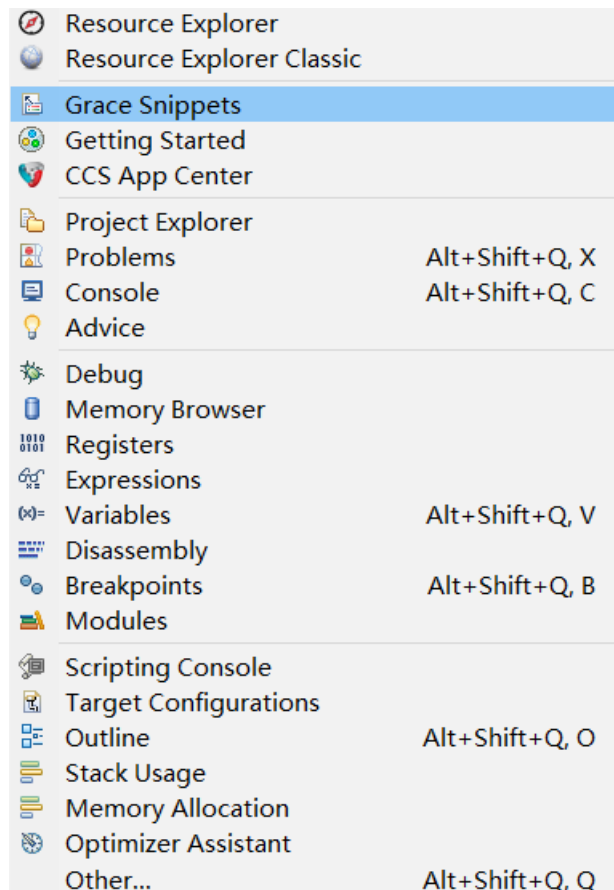 Resource Explorer
Resource Explorer Classic
Grace Snippets
Getting Started
CCS App Center
Project Explorer
Problems Alt+Shift+Q, X
Console Alt+Shift+Q, C
Advice
Debug
Memory Browser
1010
0101 Registers
Expressions
(x)= Variables Alt+Shift+Q, V
Disassembly
Breakpoints Alt+Shift+Q, B
Modules
Scripting Console
Target Configurations
Outline Alt+Shift+Q, O
Stack Usage
Memory Allocation
Optimizer Assistant
Other... Alt+Shift+Q, Q